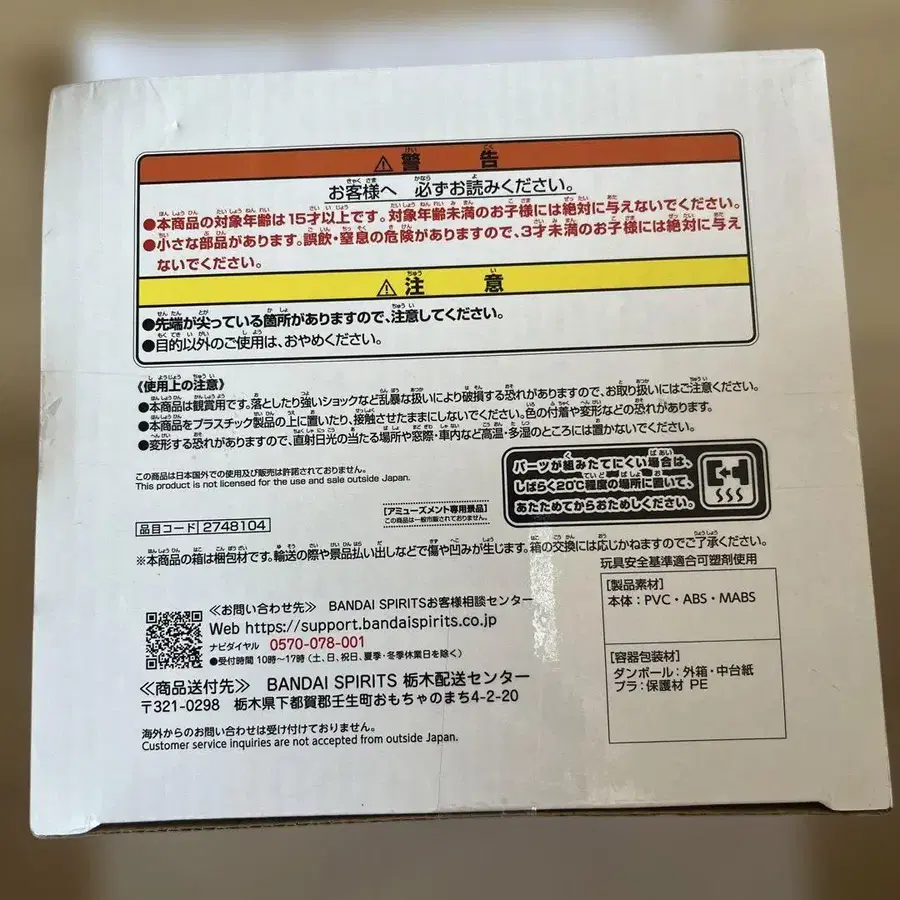 ⚠警告
お客様へ 必ずお読みください。
●本商品の対象年齢は15才以上です。対象年齢未満のお子様には絶対に与えないでください。
●小さな部品があります。誤飲・窒息の危険がありますので、3才未満のお子様には絶対に与え
ないでください。
⚠注意
●先端が尖っている箇所がありますので、注意してください。
●目的以外のご使用は、おやめください。
《使用上の注意》
●本商品は観賞用です。落としたり強いショックなど乱暴な扱いにより破損する恐れがありますので、お取り扱いにはご注意ください。
●本商品をプラスチック製品の上に置いたり、接触させたままにしないでください。色の付着や変形などの恐れがあります。
●変形する恐れがありますので、直射日光の当たる場所や窓際・車内など高温・多湿のところには置かないでください。
この商品は日本国外での使用及び販売は許諾されておりません。
This product is not licensed for the use and sale outside Japan.
パーツが組みたてにくい場合は、
しばらく20℃程度の場所に置いて、
あたためてからおためしください。
[アミューズメント専用景品]
この商品は一般市販されておりません。
品目コード 2748104
※本商品の箱は梱包材です。輸送の際や景品払い出しなどで傷や凹みが生じます。箱の交換には応じかねますのでご了承ください。
玩具安全基準適合可塑剤使用
[製品素材]
本体：PVC・ABS・MABS
[容器包装材]
ダンボール：外箱・中台紙
プラ：保護材 PE
≪お問い合わせ先≫ BANDAI SPIRITSお客様相談センター
Web https://support.bandaispirits.co.jp
ナビダイヤル 0570-078-001
●受付時間 10時〜17時 (土、日、祝日、夏季・冬季休業日を除く)
≪商品送付先≫ BANDAI SPIRITS 栃木配送センター
〒321-0298 栃木県下都賀郡壬生町おもちゃのまち4-2-20
海外からのお問い合わせは受け付けておりません。
Customer service inquiries are not accepted from outside Japan.